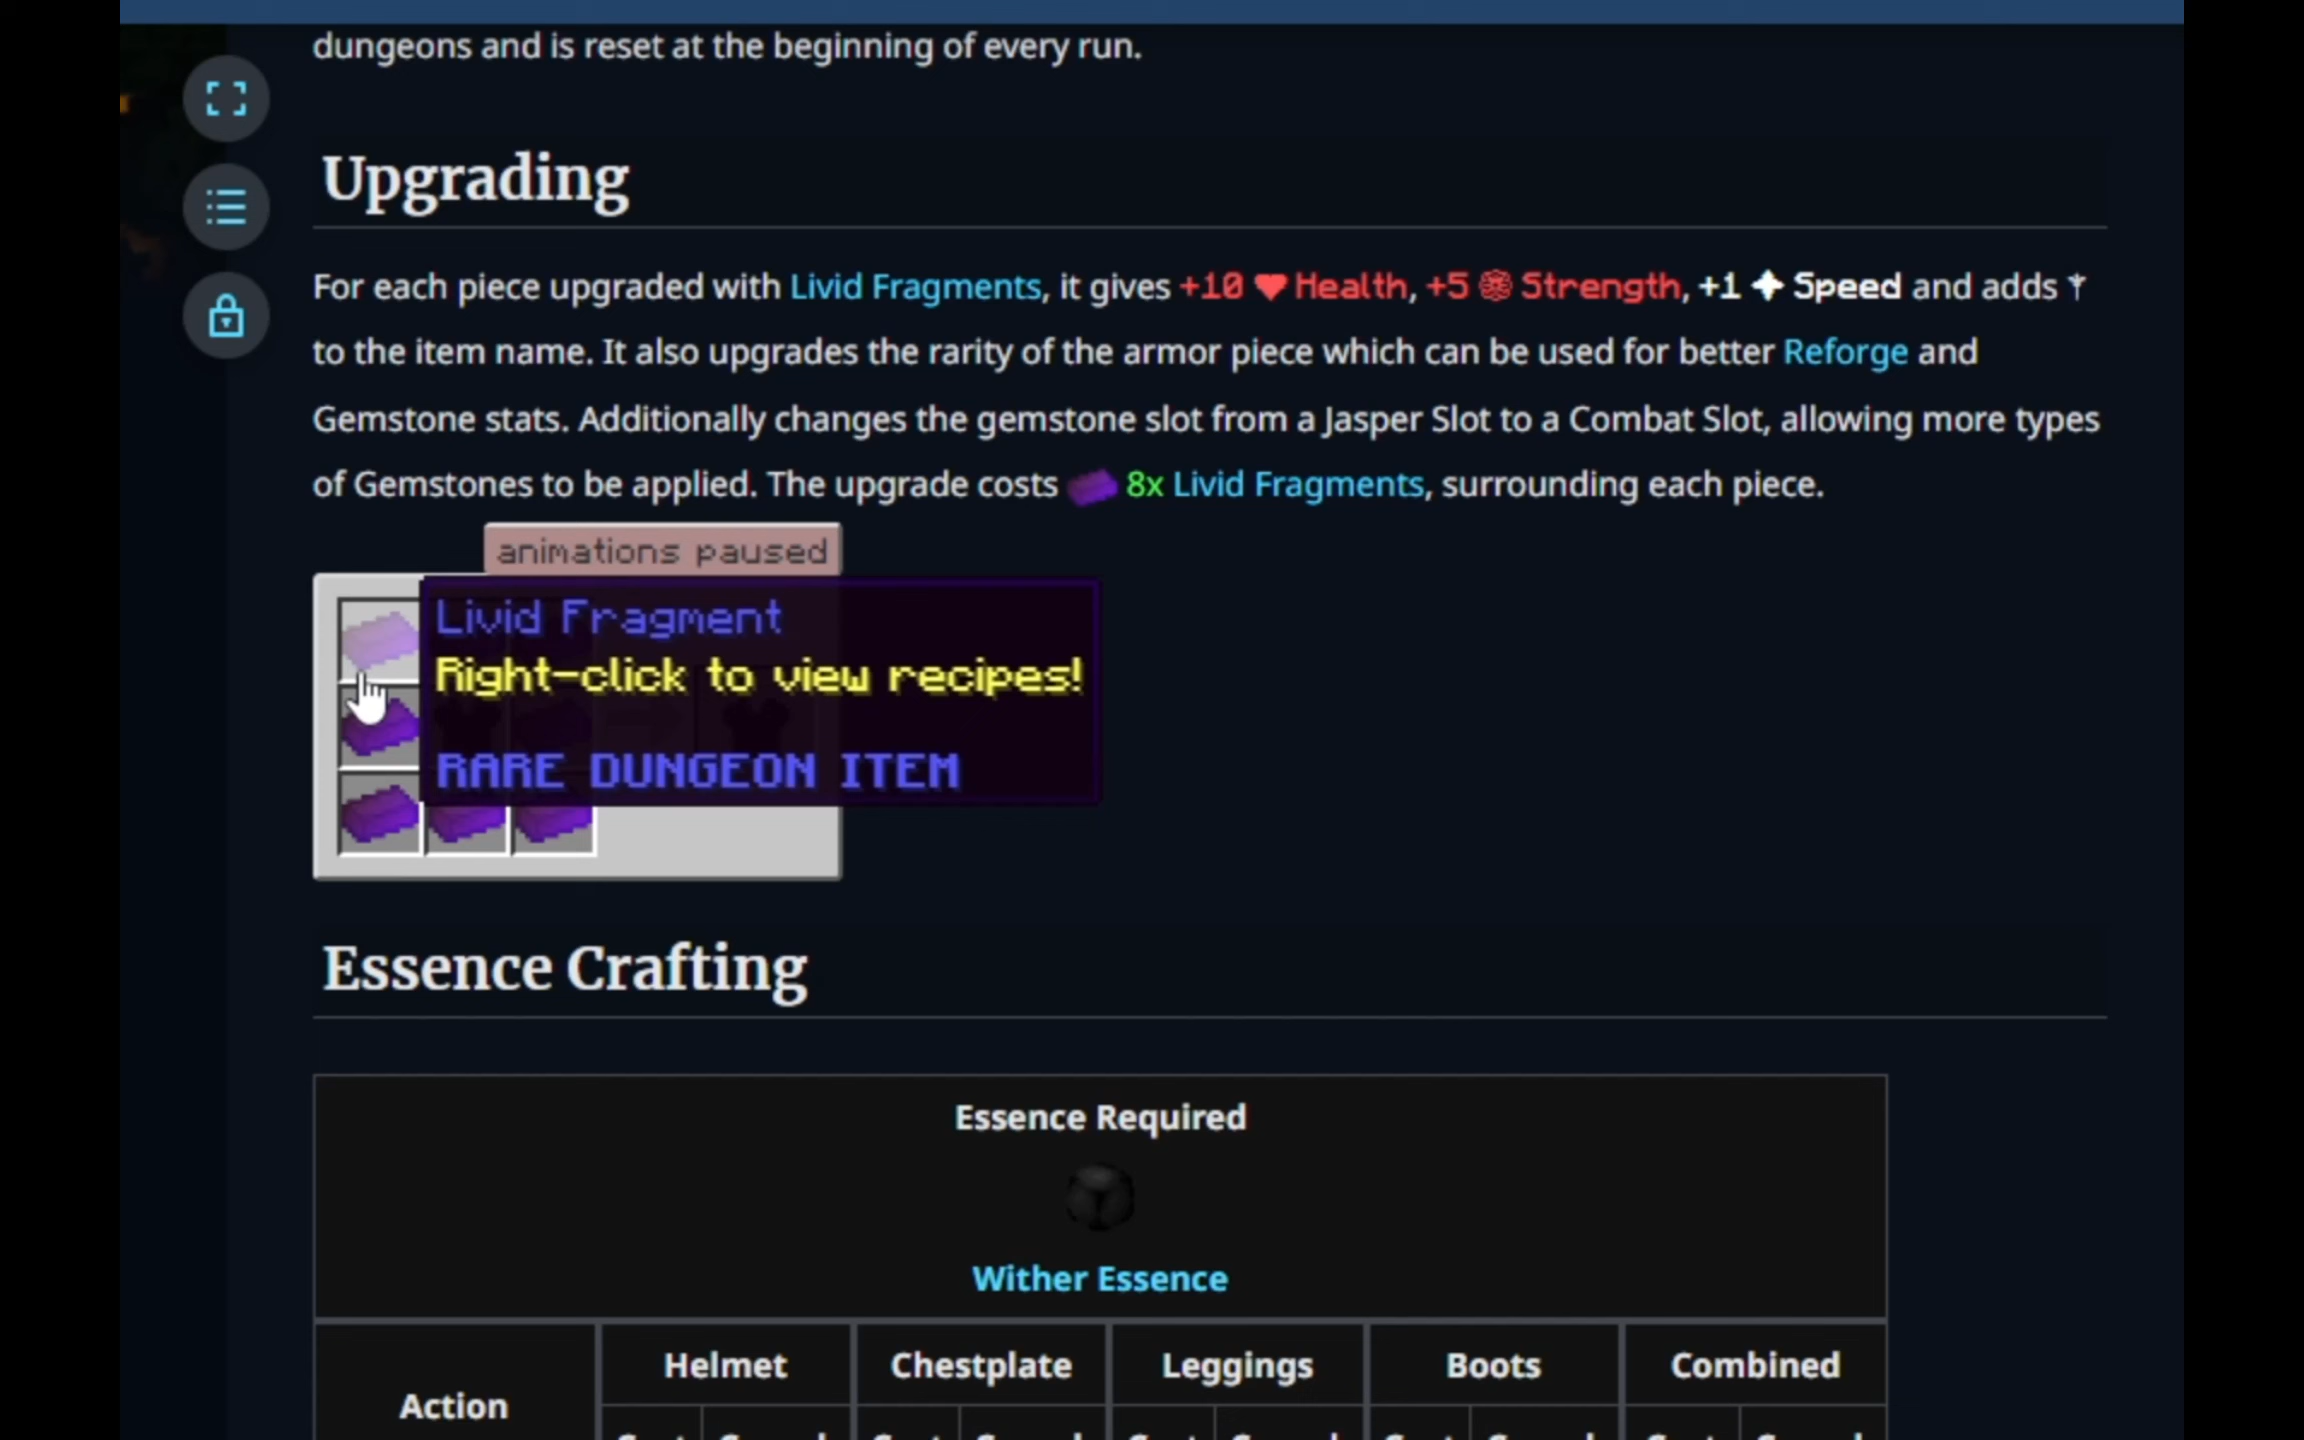 dungeons and is reset at the beginning of every run.
Upgrading
For each piece upgraded with Livid Fragments, it gives +10 ❤ Health, +5 ❁ Strength, +1 ✦ Speed and adds †
to the item name. It also upgrades the rarity of the armor piece which can be used for better Reforge and
Gemstone stats. Additionally changes the gemstone slot from a Jasper Slot to a Combat Slot, allowing more types
of Gemstones to be applied. The upgrade costs 8x Livid Fragments, surrounding each piece.
animations paused
Livid Fragment
Right-click to view recipes!
RARE DUNGEON ITEM
Essence Crafting
Essence Required
Wither Essence
Helmet Chestplate Leggings Boots Combined
Action